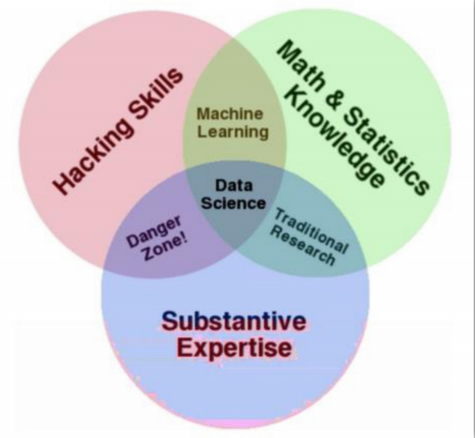 Hacking Skills
Math & Statistics
Knowledge
Machine
Learning
Data
Science
Danger
Zone!
Traditional
Research
Substantive
Expertise